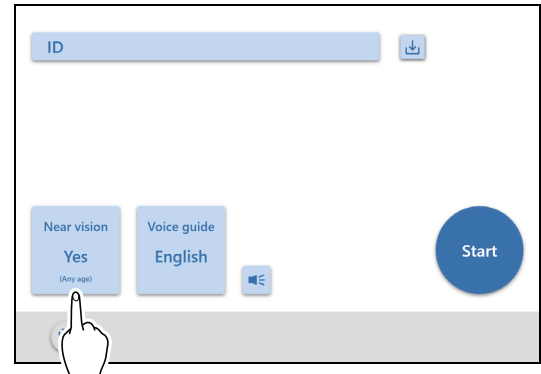 ID
Near vision
Yes
(Any age)
Voice guide
English
Start